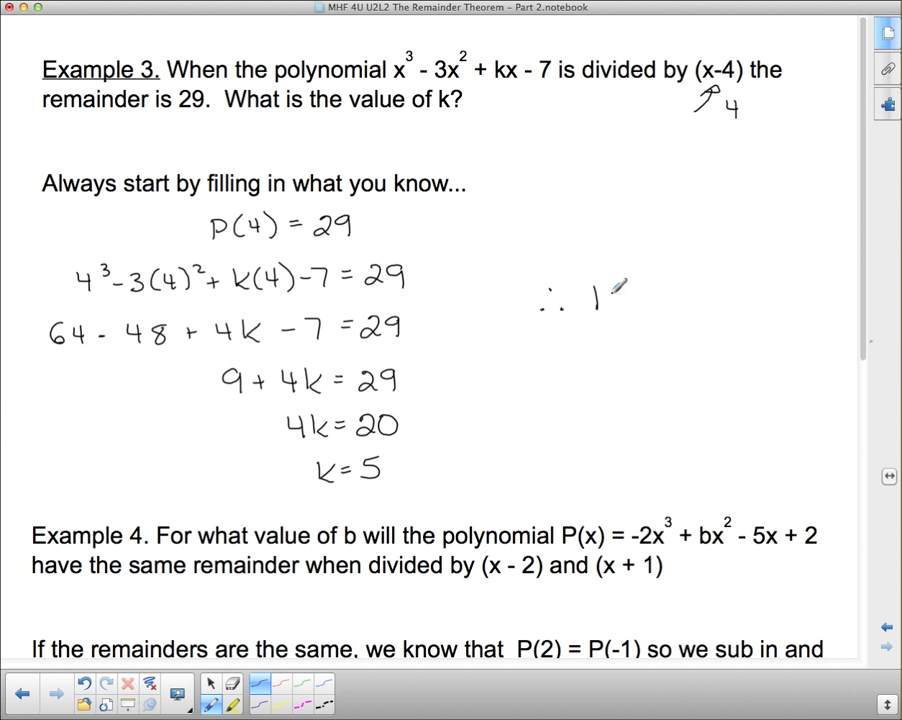 MHF 4U U2L2 The Remainder Theorem – Part 2.notebook
Example 3. When the polynomial x³ - 3x² + kx - 7 is divided by (x-4) the
remainder is 29. What is the value of k?
4
Always start by filling in what you know...
P(4) = 29
4³ - 3(4)² + k(4) - 7 = 29
64 - 48 + 4k - 7 = 29
∴
9 + 4k = 29
4k = 20
k = 5
Example 4. For what value of b will the polynomial P(x) = -2x³ + bx² - 5x + 2
have the same remainder when divided by (x - 2) and (x + 1)
If the remainders are the same, we know that P(2) = P(-1) so we sub in and